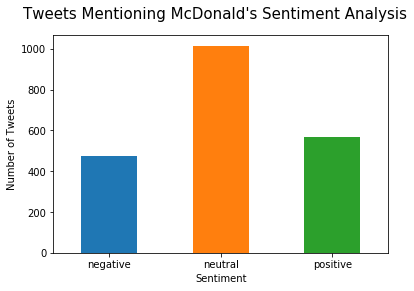 Tweets Mentioning McDonald's Sentiment Analysis
1000
800
600
400
200
0
Number of Tweets
negative neutral positive
Sentiment